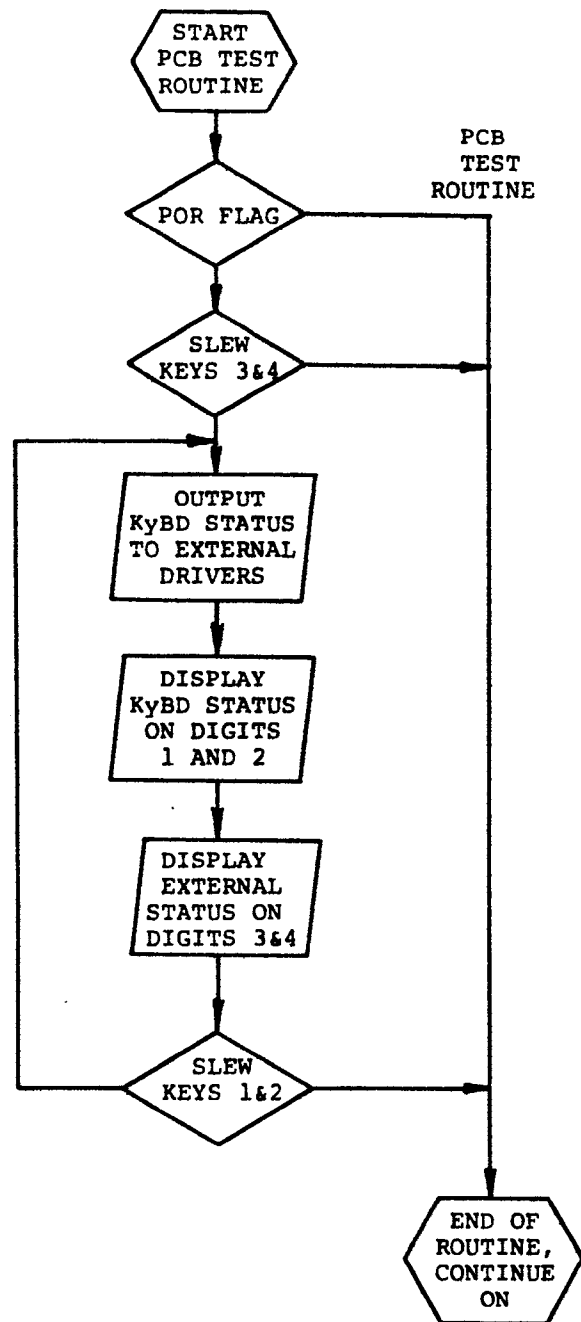 START
PCB TEST
ROUTINE
PCB
TEST
ROUTINE
POR FLAG
SLEW
KEYS 3&4
OUTPUT
KyBD STATUS
TO EXTERNAL
DRIVERS
DISPLAY
KyBD STATUS
ON DIGITS
1 AND 2
DISPLAY
EXTERNAL
STATUS ON
DIGITS 3&4
SLEW
KEYS 1&2
END OF
ROUTINE,
CONTINUE
ON